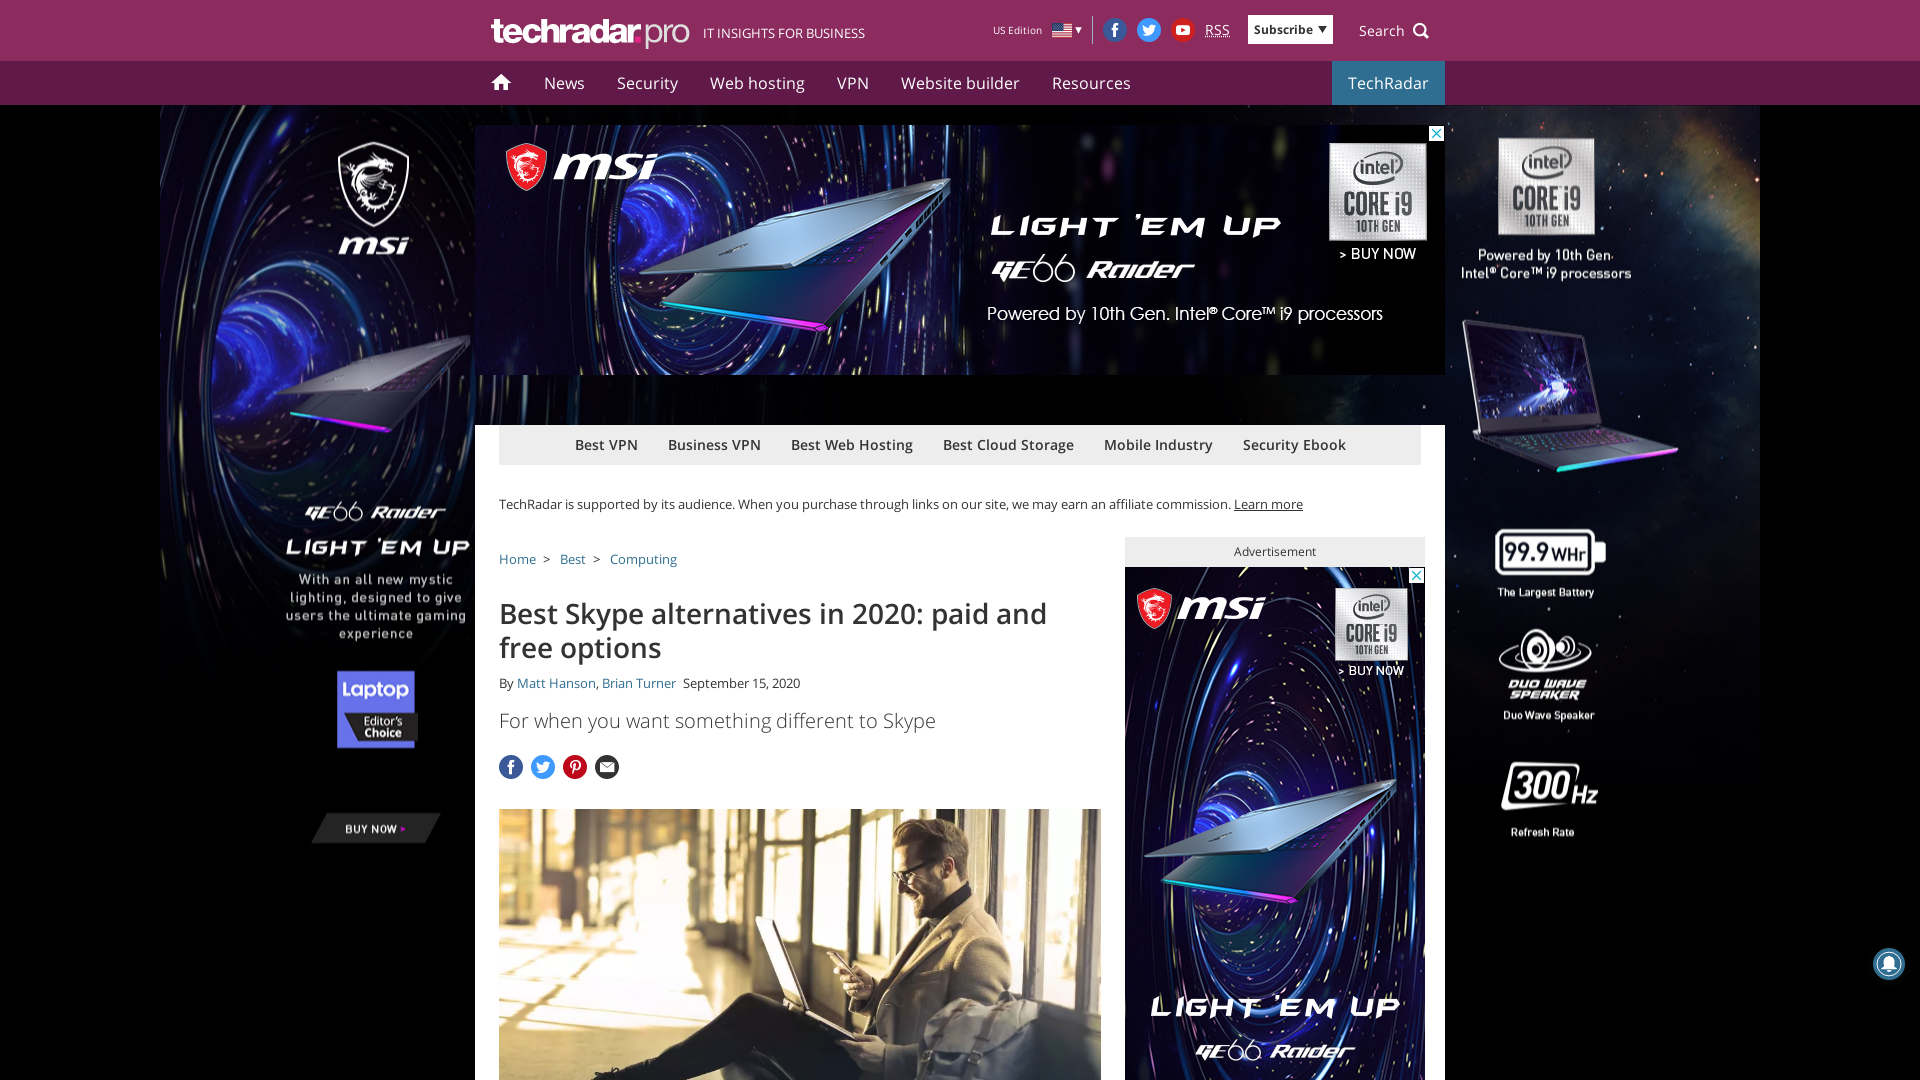 techradar.pro IT INSIGHTS FOR BUSINESS
US Edition
RSS
Subscribe
Search
News
Security
Web hosting
VPN
Website builder
Resources
TechRadar
msi
LIGHT 'EM UP
GE66 Raider
Powered by 10th Gen. Intel® Core™ i9 processors
intel®
CORE i9
10TH GEN
> BUY NOW
msi
GE66 Raider
LIGHT 'EM UP
With an all new mystic
lighting, designed to give
users the ultimate gaming
experience
Laptop
Editor's
Choice
BUY NOW >
intel®
CORE i9
10TH GEN
Powered by 10th Gen.
Intel® Core™ i9 processors
99.9 WHr
The Largest Battery
DUO WAVE
SPEAKER
Duo Wave Speaker
300 Hz
Refresh Rate
Best VPN
Business VPN
Best Web Hosting
Best Cloud Storage
Mobile Industry
Security Ebook
TechRadar is supported by its audience. When you purchase through links on our site, we may earn an affiliate commission. Learn more
Home > Best > Computing
Best Skype alternatives in 2020: paid and
free options
By Matt Hanson, Brian Turner September 15, 2020
For when you want something different to Skype
Advertisement
msi
intel®
CORE i9
10TH GEN
> BUY NOW
LIGHT 'EM UP
GE66 Raider